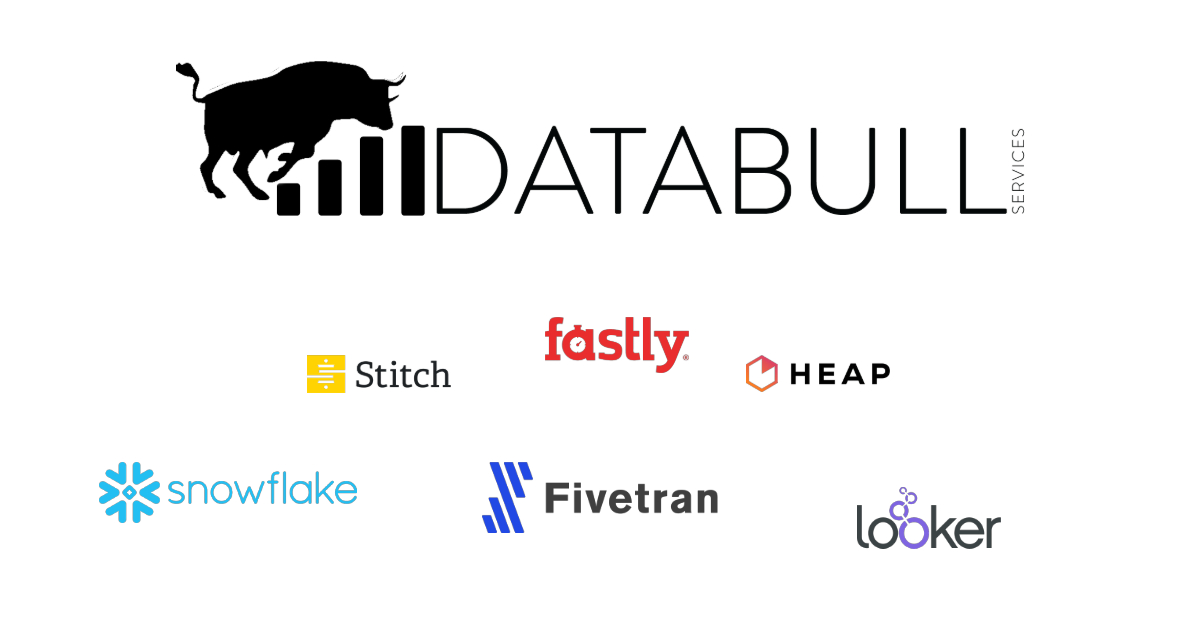 DATABULL
SERVICES
fastly®
Stitch
HEAP
snowflake
Fivetran
looker